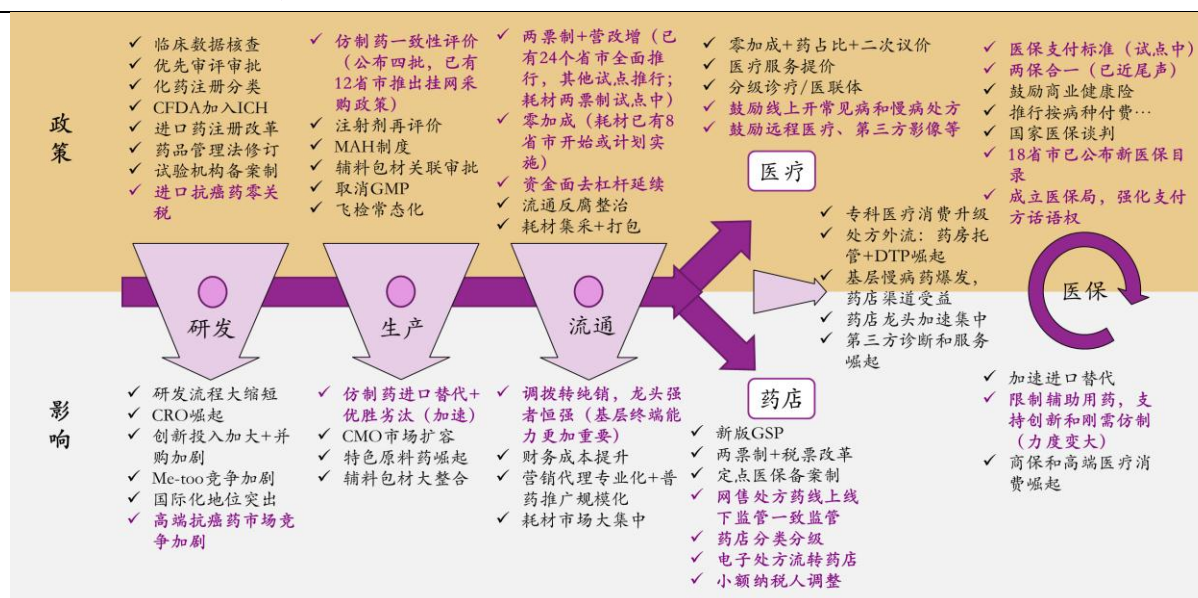 政
策
临床数据核查
优先审评审批
化药注册分类
CFDA加入ICH
进口药注册改革
药品管理法修订
试验机构备案制
进口抗癌药零关
税
仿制药一致性评价
（公布四批，已有
12省市推出挂网采
购政策）
注射剂再评价
MAH制度
辅料包材关联审批
取消GMP
飞检常态化
两票制+营改增（已
有24个省市全面推
行，其他试点推行；
耗材两票制试点中）
零加成（耗材已有8
省市开始或计划实
施）
资金面去杠杆延续
流通反腐整治
耗材集采+打包
零加成+药占比+二次议价
医疗服务提价
分级诊疗/医联体
鼓励线上开常见病和慢病处方
鼓励远程医疗、第三方影像等
医疗
医保支付标准（试点中）
两保合一（已近尾声）
鼓励商业健康险
推行按病种付费…
国家医保谈判
18省市已公布新医保目
录
成立医保局，强化支付
方话语权
专科医疗消费升级
处方外流：药房托
管+DTP崛起
基层慢病药爆发，
药店渠道受益
药店龙头加速集中
第三方诊断和服务
崛起
研发
生产
流通
医保
影
响
研发流程大缩短
CRO崛起
创新投入加大+并
购加剧
Me-too竞争加剧
国际化地位突出
高端抗癌药市场竞
争加剧
仿制药进口替代+
优胜劣汰（加速）
CMO市场扩容
特色原料药崛起
辅料包材大整合
调拨转纯销，龙头强
者恒强（基层终端能
力更加重要）
财务成本提升
营销代理专业化+普
药推广规模化
耗材市场大集中
药店
新版GSP
两票制+税票改革
定点医保备案制
网售处方药线上线
下监管一致监管
药店分类分级
电子处方流转药店
小额纳税人调整
加速进口替代
限制辅助用药，支
持创新和刚需仿制
（力度变大）
商保和高端医疗消
费崛起